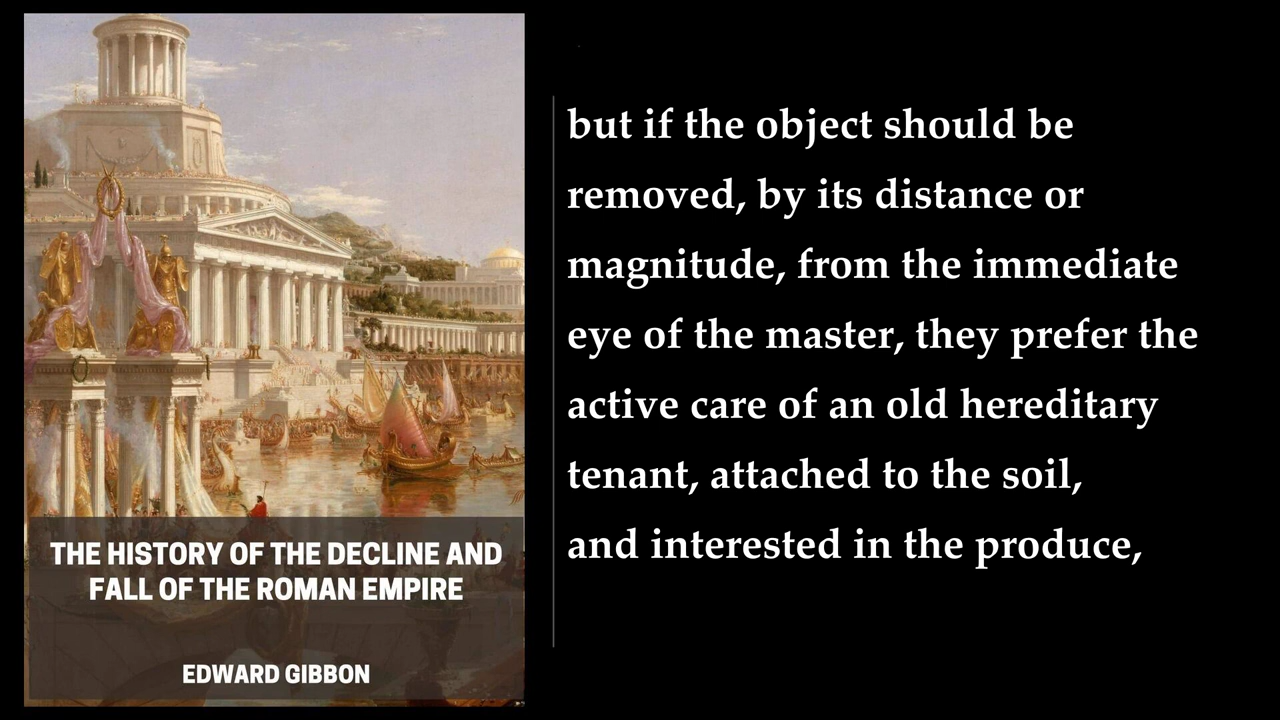 THE HISTORY OF THE DECLINE AND
FALL OF THE ROMAN EMPIRE
EDWARD GIBBON
but if the object should be
removed, by its distance or
magnitude, from the immediate
eye of the master, they prefer the
active care of an old hereditary
tenant, attached to the soil,
and interested in the produce,